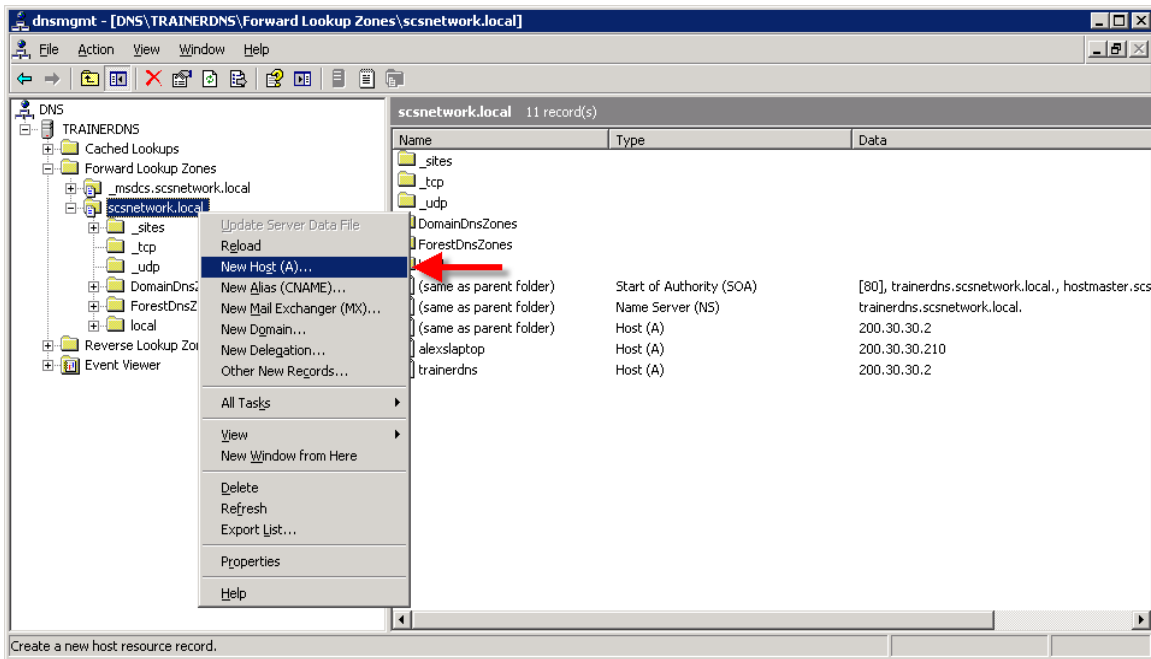 dnsmgmt - [DNS\TRAINERDNS\Forward Lookup Zones\scsnetwork.local]
File Action View Window Help
DNS
TRAINERDNS
Cached Lookups
Forward Lookup Zones
_msdcs.scsnetwork.local
scsnetwork.local
_sites
_tcp
_udp
DomainDnsZ
ForestDnsZ
local
Reverse Lookup Zo
Event Viewer
Update Server Data File
Reload
New Host (A)...
New Alias (CNAME)...
New Mail Exchanger (MX)...
New Domain...
New Delegation...
Other New Records...
All Tasks
View
New Window from Here
Delete
Refresh
Export List...
Properties
Help
scsnetwork.local 11 record(s)
Name Type Data
_sites
_tcp
_udp
DomainDnsZones
ForestDnsZones
(same as parent folder) Start of Authority (SOA) [80], trainerdns.scsnetwork.local., hostmaster.scs
(same as parent folder) Name Server (NS) trainerdns.scsnetwork.local.
(same as parent folder) Host (A) 200.30.30.2
alexslaptop Host (A) 200.30.30.210
trainerdns Host (A) 200.30.30.2
Create a new host resource record.